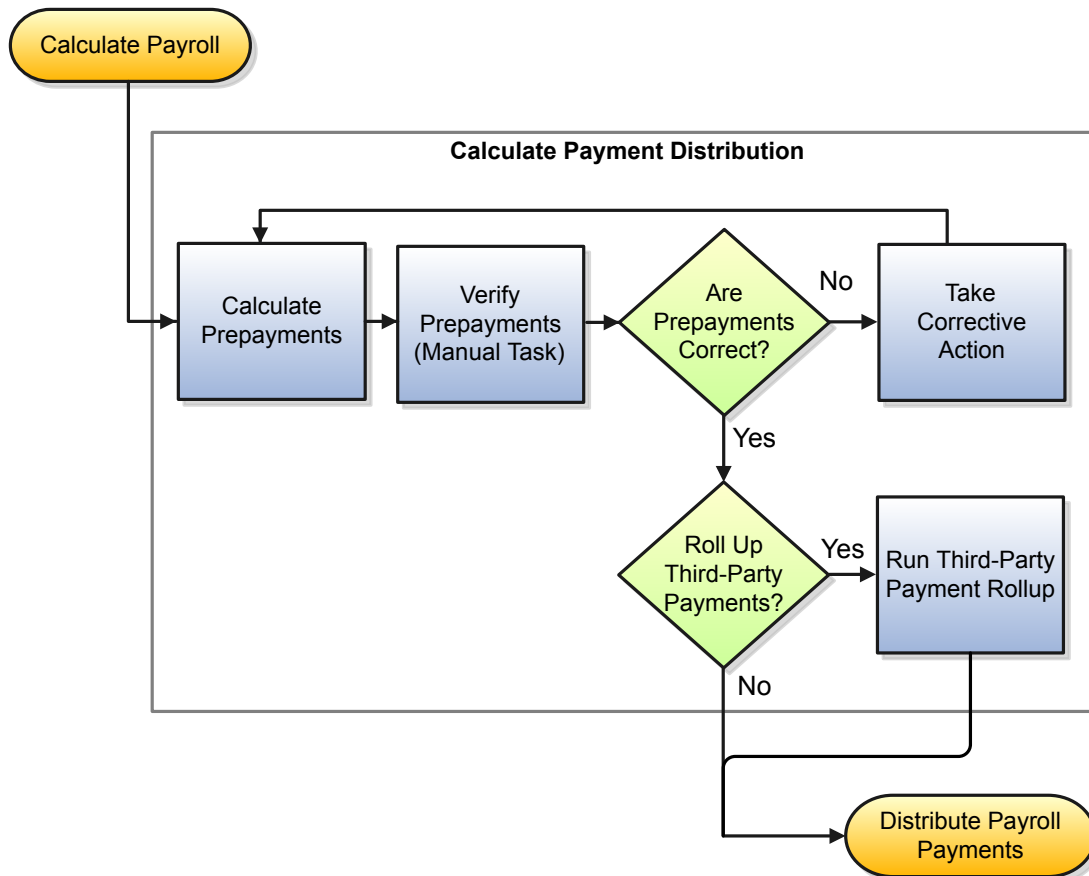 Calculate Payroll
Calculate Payment Distribution
Calculate
Prepayments
Verify
Prepayments
(Manual Task)
Are
Prepayments
Correct?
No
Take
Corrective
Action
Yes
Roll Up
Third-Party
Payments?
Yes
Run Third-Party
Payment Rollup
No
Distribute Payroll
Payments